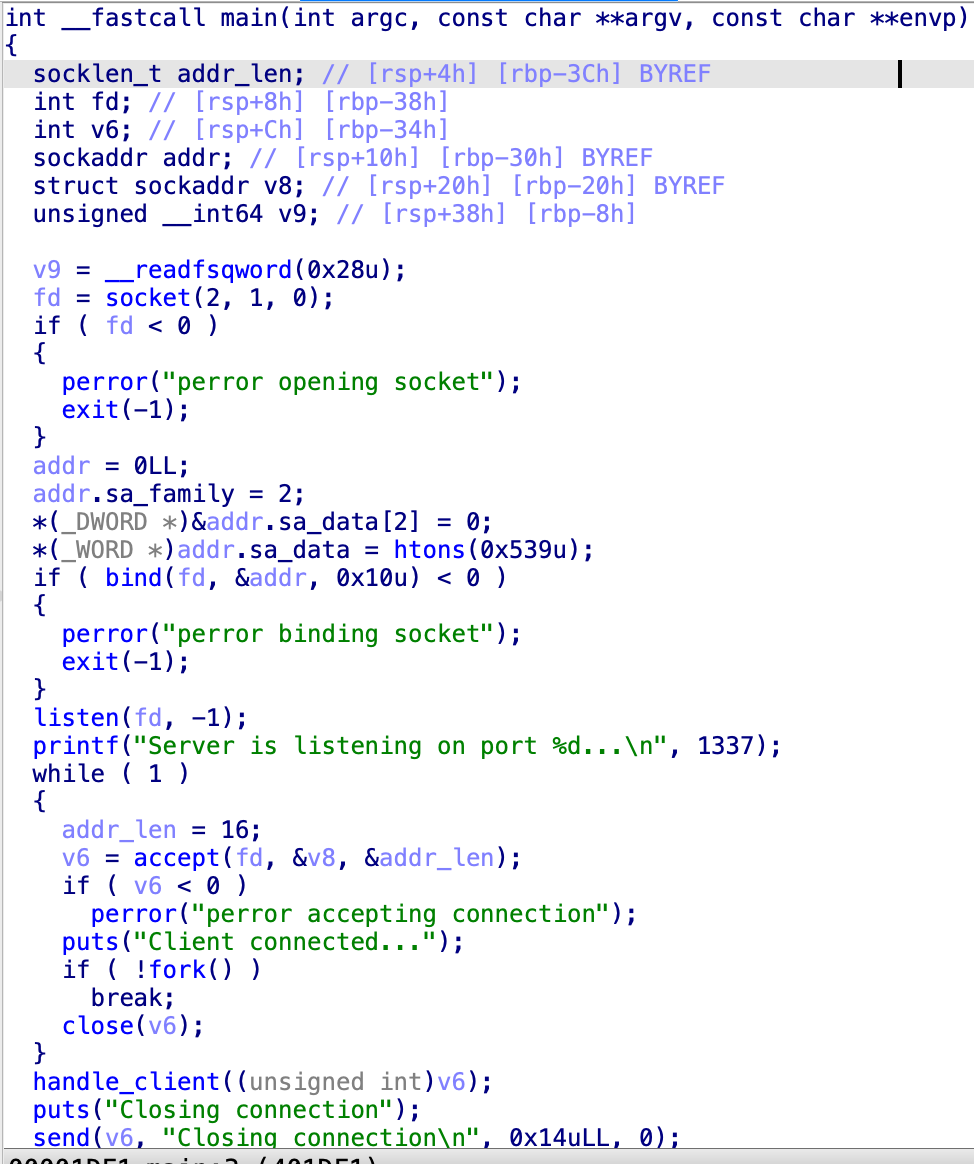 int __fastcall main(int argc, const char **argv, const char **envp)
{
  socklen_t addr_len; // [rsp+4h] [rbp-3Ch] BYREF
  int fd; // [rsp+8h] [rbp-38h]
  int v6; // [rsp+Ch] [rbp-34h]
  sockaddr addr; // [rsp+10h] [rbp-30h] BYREF
  struct sockaddr v8; // [rsp+20h] [rbp-20h] BYREF
  unsigned __int64 v9; // [rsp+38h] [rbp-8h]

  v9 = __readfsqword(0x28u);
  fd = socket(2, 1, 0);
  if ( fd < 0 )
  {
    perror("perror opening socket");
    exit(-1);
  }
  addr = 0LL;
  addr.sa_family = 2;
  *(_DWORD *)&addr.sa_data[2] = 0;
  *(_WORD *)addr.sa_data = htons(0x539u);
  if ( bind(fd, &addr, 0x10u) < 0 )
  {
    perror("perror binding socket");
    exit(-1);
  }
  listen(fd, -1);
  printf("Server is listening on port %d...\n", 1337);
  while ( 1 )
  {
    addr_len = 16;
    v6 = accept(fd, &v8, &addr_len);
    if ( v6 < 0 )
      perror("perror accepting connection");
    puts("Client connected...");
    if ( !fork() )
      break;
    close(v6);
  }
  handle_client((unsigned int)v6);
  puts("Closing connection");
  send(v6, "Closing connection\n", 0x14uLL, 0);